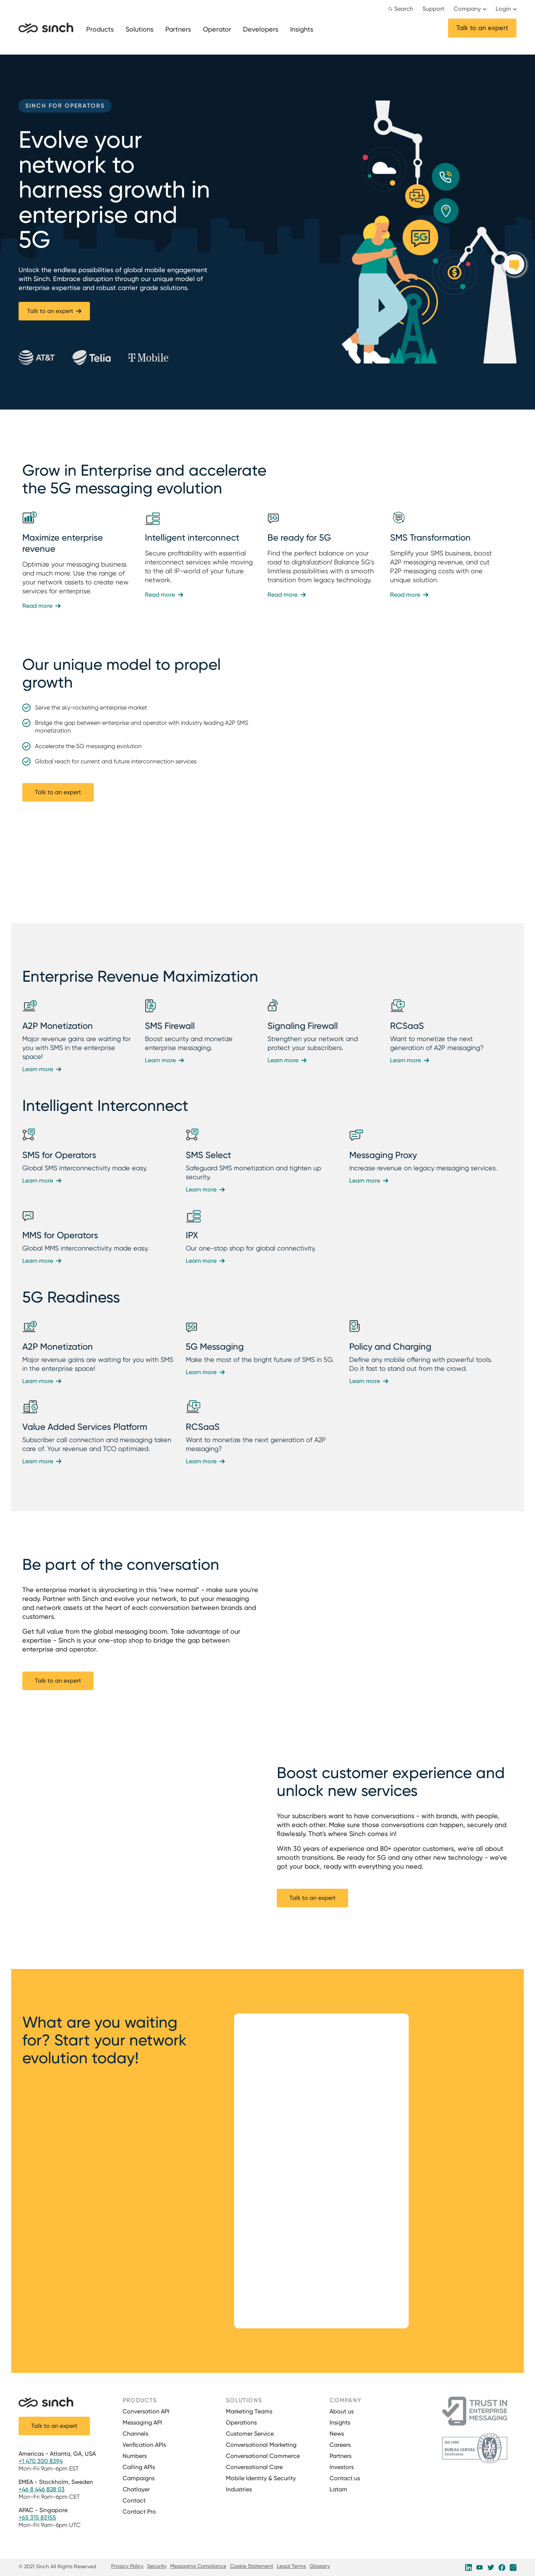 Search
Support
Company
Login
sinch
Products
Solutions
Partners
Operator
Developers
Insights
Talk to an expert
SINCH FOR OPERATORS
Evolve your
network to
harness growth in
enterprise and
5G
Unlock the endless possibilities of global mobile engagement
with Sinch. Embrace disruption through our unique model of
enterprise expertise and robust carrier grade solutions.
Talk to an expert
AT&T
Telia
T Mobile
5G
Grow in Enterprise and accelerate
the 5G messaging evolution
Maximize enterprise
revenue
Optimize your messaging business
and much more. Use the range of
your network assets to create new
services for enterprise.
Read more
Intelligent interconnect
Secure profitability with essential
interconnect services while moving
to the all IP-world of your future
network.
Read more
5G
Be ready for 5G
Find the perfect balance on your
road to digitalization! Balance 5G's
limitless possibilities with a smooth
transition from legacy technology.
Read more
SMS Transformation
Simplify your SMS business, boost
A2P messaging revenue, and cut
P2P messaging costs with one
unique solution.
Read more
Our unique model to propel
growth
Serve the sky-rocketing enterprise market
Bridge the gap between enterprise and operator with industry leading A2P SMS
monetization
Accelerate the 5G messaging evolution
Global reach for current and future interconnection services
Talk to an expert
Enterprise Revenue Maximization
A2P Monetization
Major revenue gains are waiting for
you with SMS in the enterprise
space!
Learn more
SMS Firewall
Boost security and monetize
enterprise messaging.
Learn more
Signaling Firewall
Strengthen your network and
protect your subscribers.
Learn more
RCSaaS
Want to monetize the next
generation of A2P messaging?
Learn more
Intelligent Interconnect
SMS for Operators
Global SMS interconnectivity made easy.
Learn more
SMS Select
Safeguard SMS monetization and tighten up
security.
Learn more
Messaging Proxy
Increase revenue on legacy messaging services.
Learn more
MMS for Operators
Global MMS interconnectivity made easy.
Learn more
IPX
Our one-stop shop for global connectivity.
Learn more
5G Readiness
A2P Monetization
Major revenue gains are waiting for you with SMS
in the enterprise space!
Learn more
5G
5G Messaging
Make the most of the bright future of SMS in 5G.
Learn more
Policy and Charging
Define any mobile offering with powerful tools.
Do it fast to stand out from the crowd.
Learn more
Value Added Services Platform
Subscriber call connection and messaging taken
care of. Your revenue and TCO optimized.
Learn more
RCSaaS
Want to monetize the next generation of A2P
messaging?
Learn more
Be part of the conversation
The enterprise market is skyrocketing in this "new normal" - make sure you're
ready. Partner with Sinch and evolve your network, to put your messaging
and network assets at the heart of each conversation between brands and
customers.
Get full value from the global messaging boom. Take advantage of our
expertise - Sinch is your one-stop shop to bridge the gap between
enterprise and operator.
Talk to an expert
Boost customer experience and
unlock new services
Your subscribers want to have conversations - with brands, with people,
with each other. Make sure those conversations can happen, securely and
flawlessly. That's where Sinch comes in!
With 30 years of experience and 80+ operator customers, we're all about
smooth transitions. Be ready for 5G and any other new technology - we've
got your back, ready with everything you need.
Talk to an expert
What are you waiting
for? Start your network
evolution today!
sinch
Talk to an expert
Americas - Atlanta, GA, USA
+1 470 300 8394
Mon-Fri 9am-6pm EST
EMEA - Stockholm, Sweden
+46 8 446 828 03
Mon-Fri 9am-6pm CET
APAC - Singapore
+65 315 83155
Mon-Fri 9am-6pm UTC
PRODUCTS
Conversation API
Messaging API
Channels
Verification APIs
Numbers
Calling APIs
Campaigns
Chatlayer
Contact
Contact Pro
SOLUTIONS
Marketing Teams
Operations
Customer Service
Conversational Marketing
Conversational Commerce
Conversational Care
Mobile Identity & Security
Industries
COMPANY
About us
Insights
News
Careers
Partners
Investors
Contact us
Latam
TRUST IN
ENTERPRISE
MESSAGING
BUREAU VERITAS
Certification
© 2021 Sinch All Rights Reserved
Privacy Policy
Security
Messaging Compliance
Cookie Statement
Legal Terms
Glossary